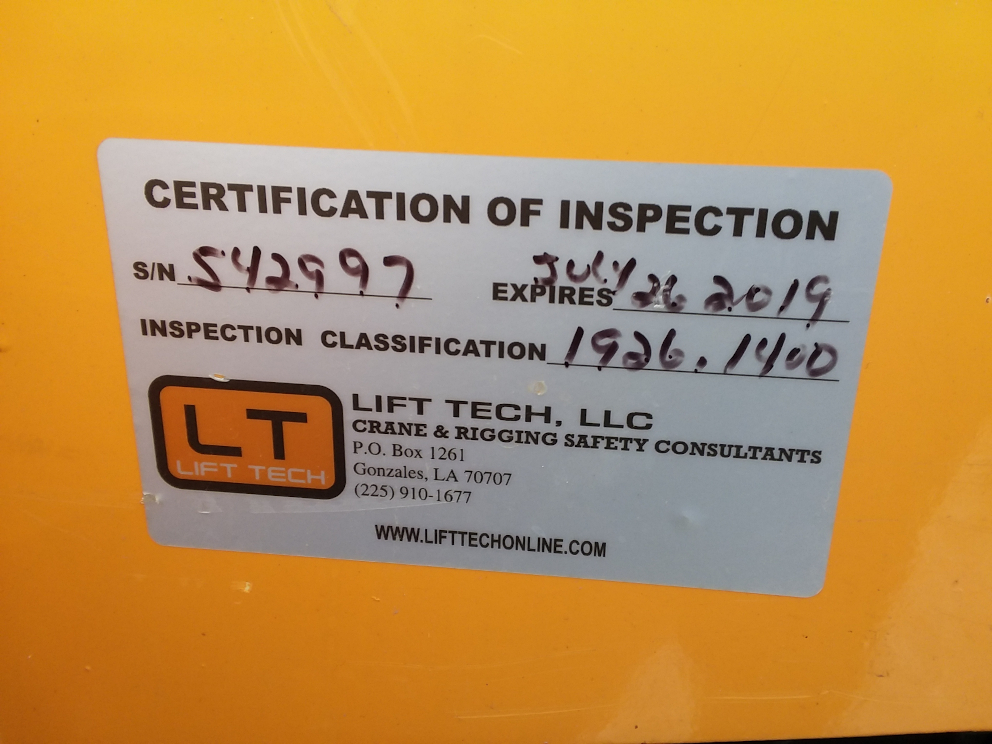 CERTIFICATION OF INSPECTION
S/N 542997 EXPIRES JULY 26 2019
INSPECTION CLASSIFICATION 1926.1400
LT
LIFT TECH
LIFT TECH, LLC
CRANE & RIGGING SAFETY CONSULTANTS
P.O. Box 1261
Gonzales, LA 70707
(225) 910-1677
WWW.LIFTTECHONLINE.COM